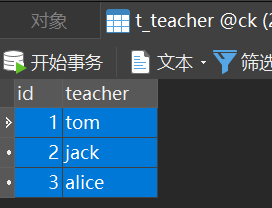 对象 t_teacher @ck (2
开始事务 文本 筛选
id teacher
1 tom
2 jack
3 alice